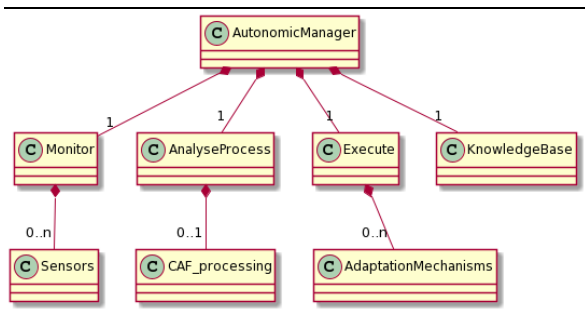 C AutonomicManager
1 1 1 1
C Monitor C AnalyseProcess C Execute C KnowledgeBase
0..n 0..1 0..n
C Sensors C CAF_processing C AdaptationMechanisms